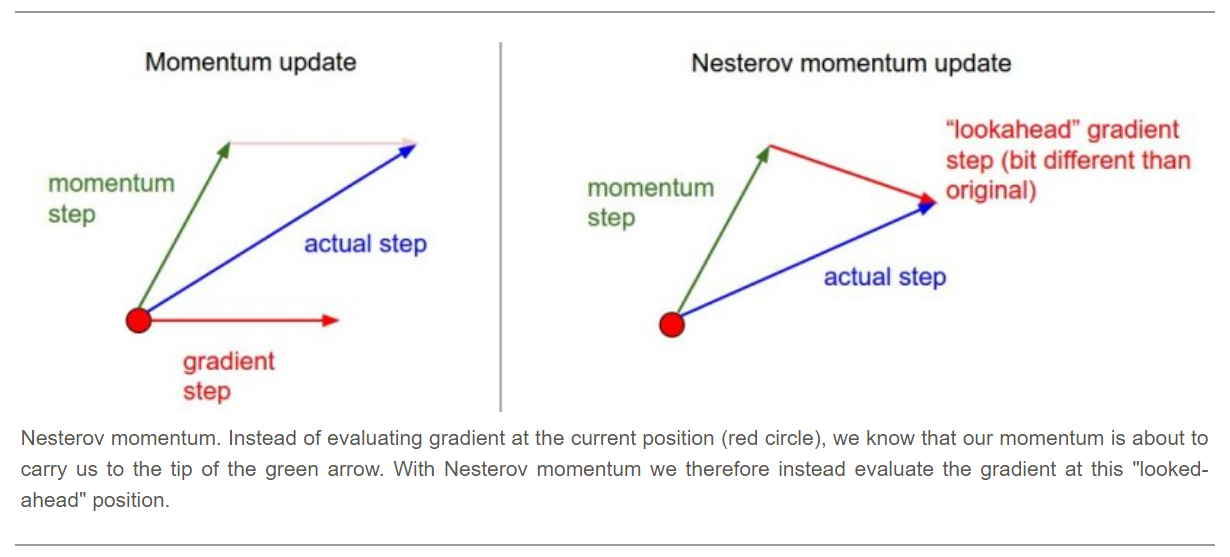 Momentum update
momentum
step
actual step
gradient
step
Nesterov momentum update
"lookahead" gradient
step (bit different than
original)
momentum
step
actual step
Nesterov momentum. Instead of evaluating gradient at the current position (red circle), we know that our momentum is about to
carry us to the tip of the green arrow. With Nesterov momentum we therefore instead evaluate the gradient at this "looked-
ahead" position.